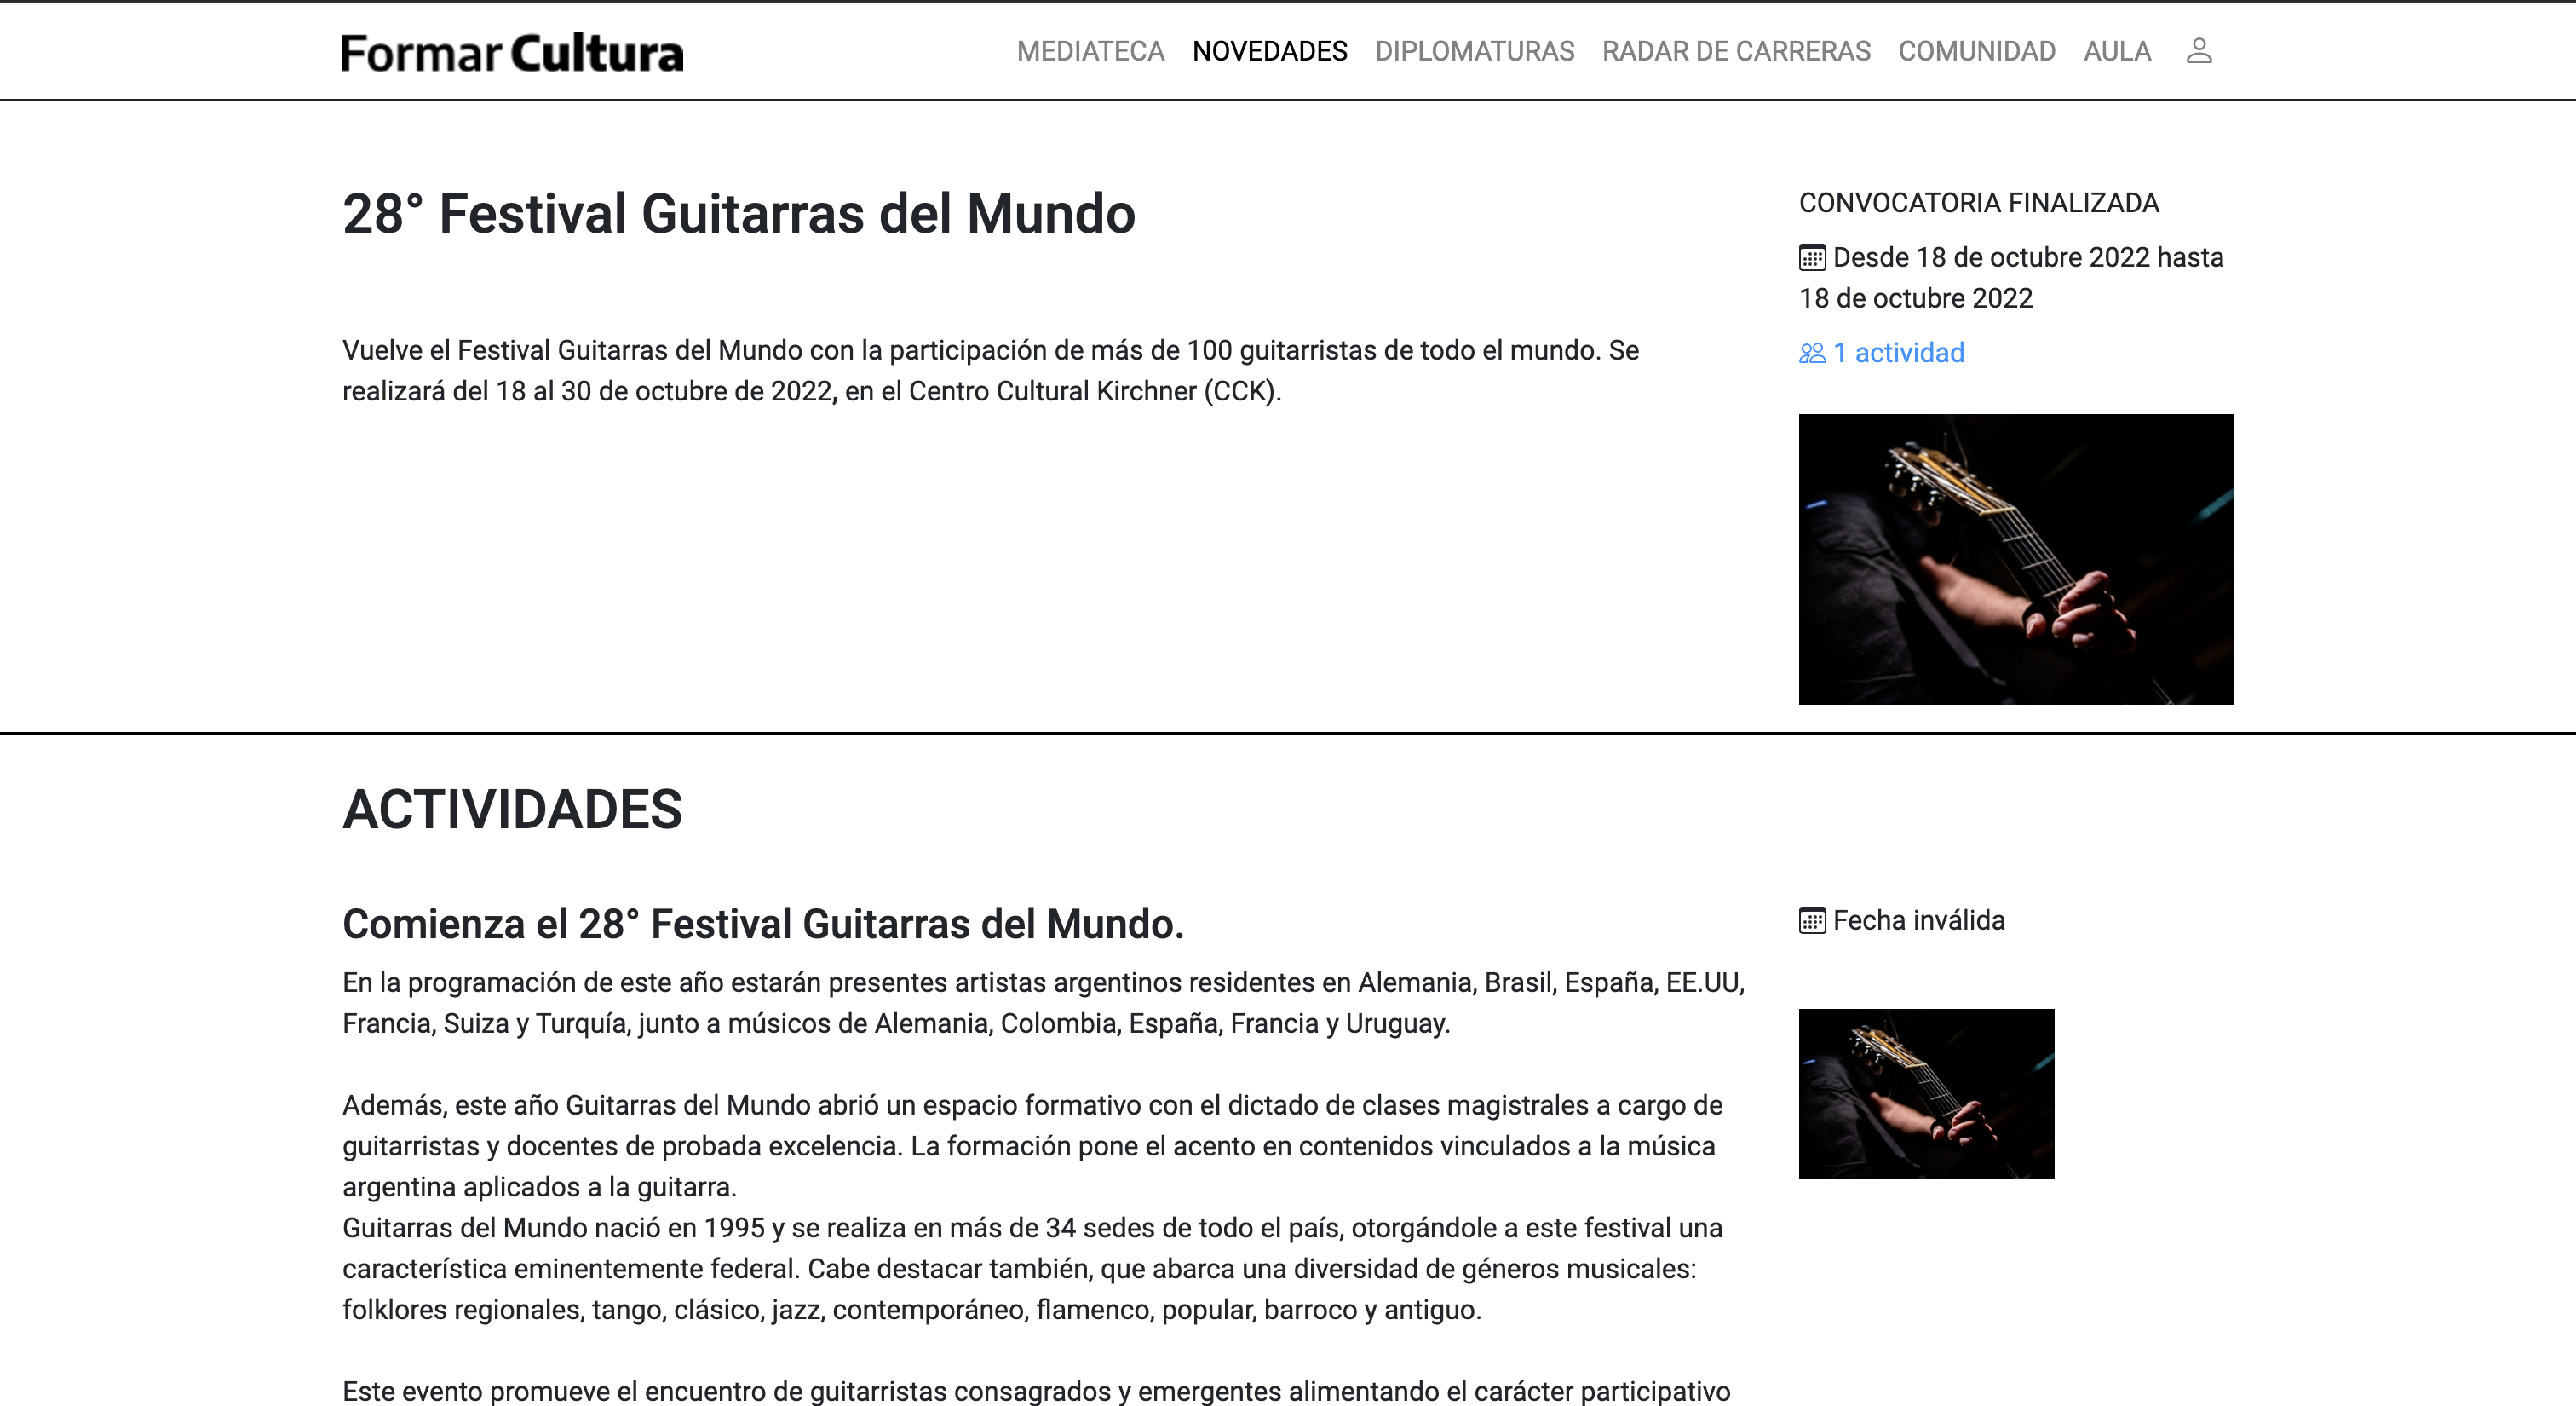 Formar Cultura
MEDIATECA NOVEDADES DIPLOMATURAS RADAR DE CARRERAS COMUNIDAD AULA
28° Festival Guitarras del Mundo
Vuelve el Festival Guitarras del Mundo con la participación de más de 100 guitarristas de todo el mundo. Se
realizará del 18 al 30 de octubre de 2022, en el Centro Cultural Kirchner (CCK).
CONVOCATORIA FINALIZADA
Desde 18 de octubre 2022 hasta
18 de octubre 2022
1 actividad
ACTIVIDADES
Comienza el 28° Festival Guitarras del Mundo.
En la programación de este año estarán presentes artistas argentinos residentes en Alemania, Brasil, España, EE.UU,
Francia, Suiza y Turquía, junto a músicos de Alemania, Colombia, España, Francia y Uruguay.
Además, este año Guitarras del Mundo abrió un espacio formativo con el dictado de clases magistrales a cargo de
guitarristas y docentes de probada excelencia. La formación pone el acento en contenidos vinculados a la música
argentina aplicados a la guitarra.
Guitarras del Mundo nació en 1995 y se realiza en más de 34 sedes de todo el país, otorgándole a este festival una
característica eminentemente federal. Cabe destacar también, que abarca una diversidad de géneros musicales:
folklores regionales, tango, clásico, jazz, contemporáneo, flamenco, popular, barroco y antiguo.
Este evento promueve el encuentro de guitarristas consagrados y emergentes alimentando el carácter participativo
Fecha inválida